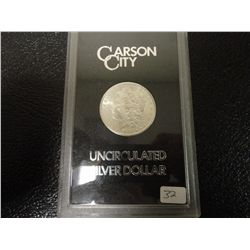 CARSON
CITY
UNCIRCULATED
SILVER DOLLAR
32